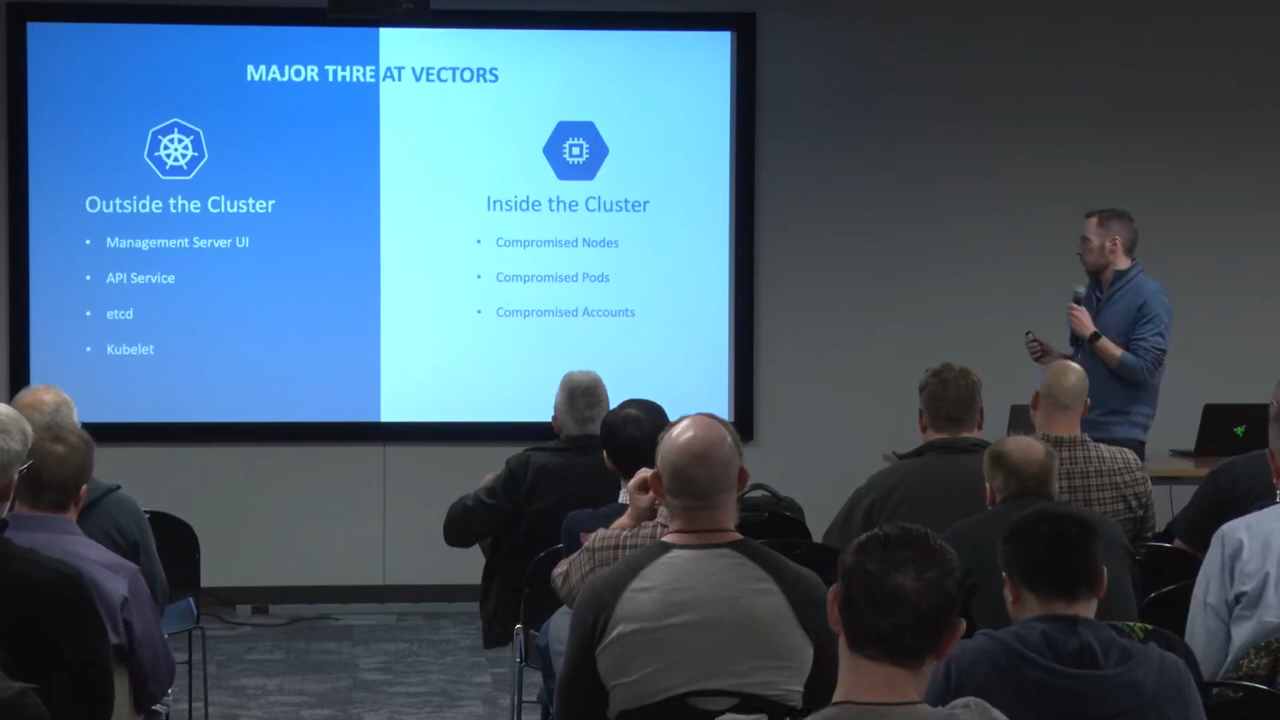 MAJOR THREAT VECTORS
Outside the Cluster
• Management Server UI
• API Service
• etcd
• Kubelet
Inside the Cluster
• Compromised Nodes
• Compromised Pods
• Compromised Accounts